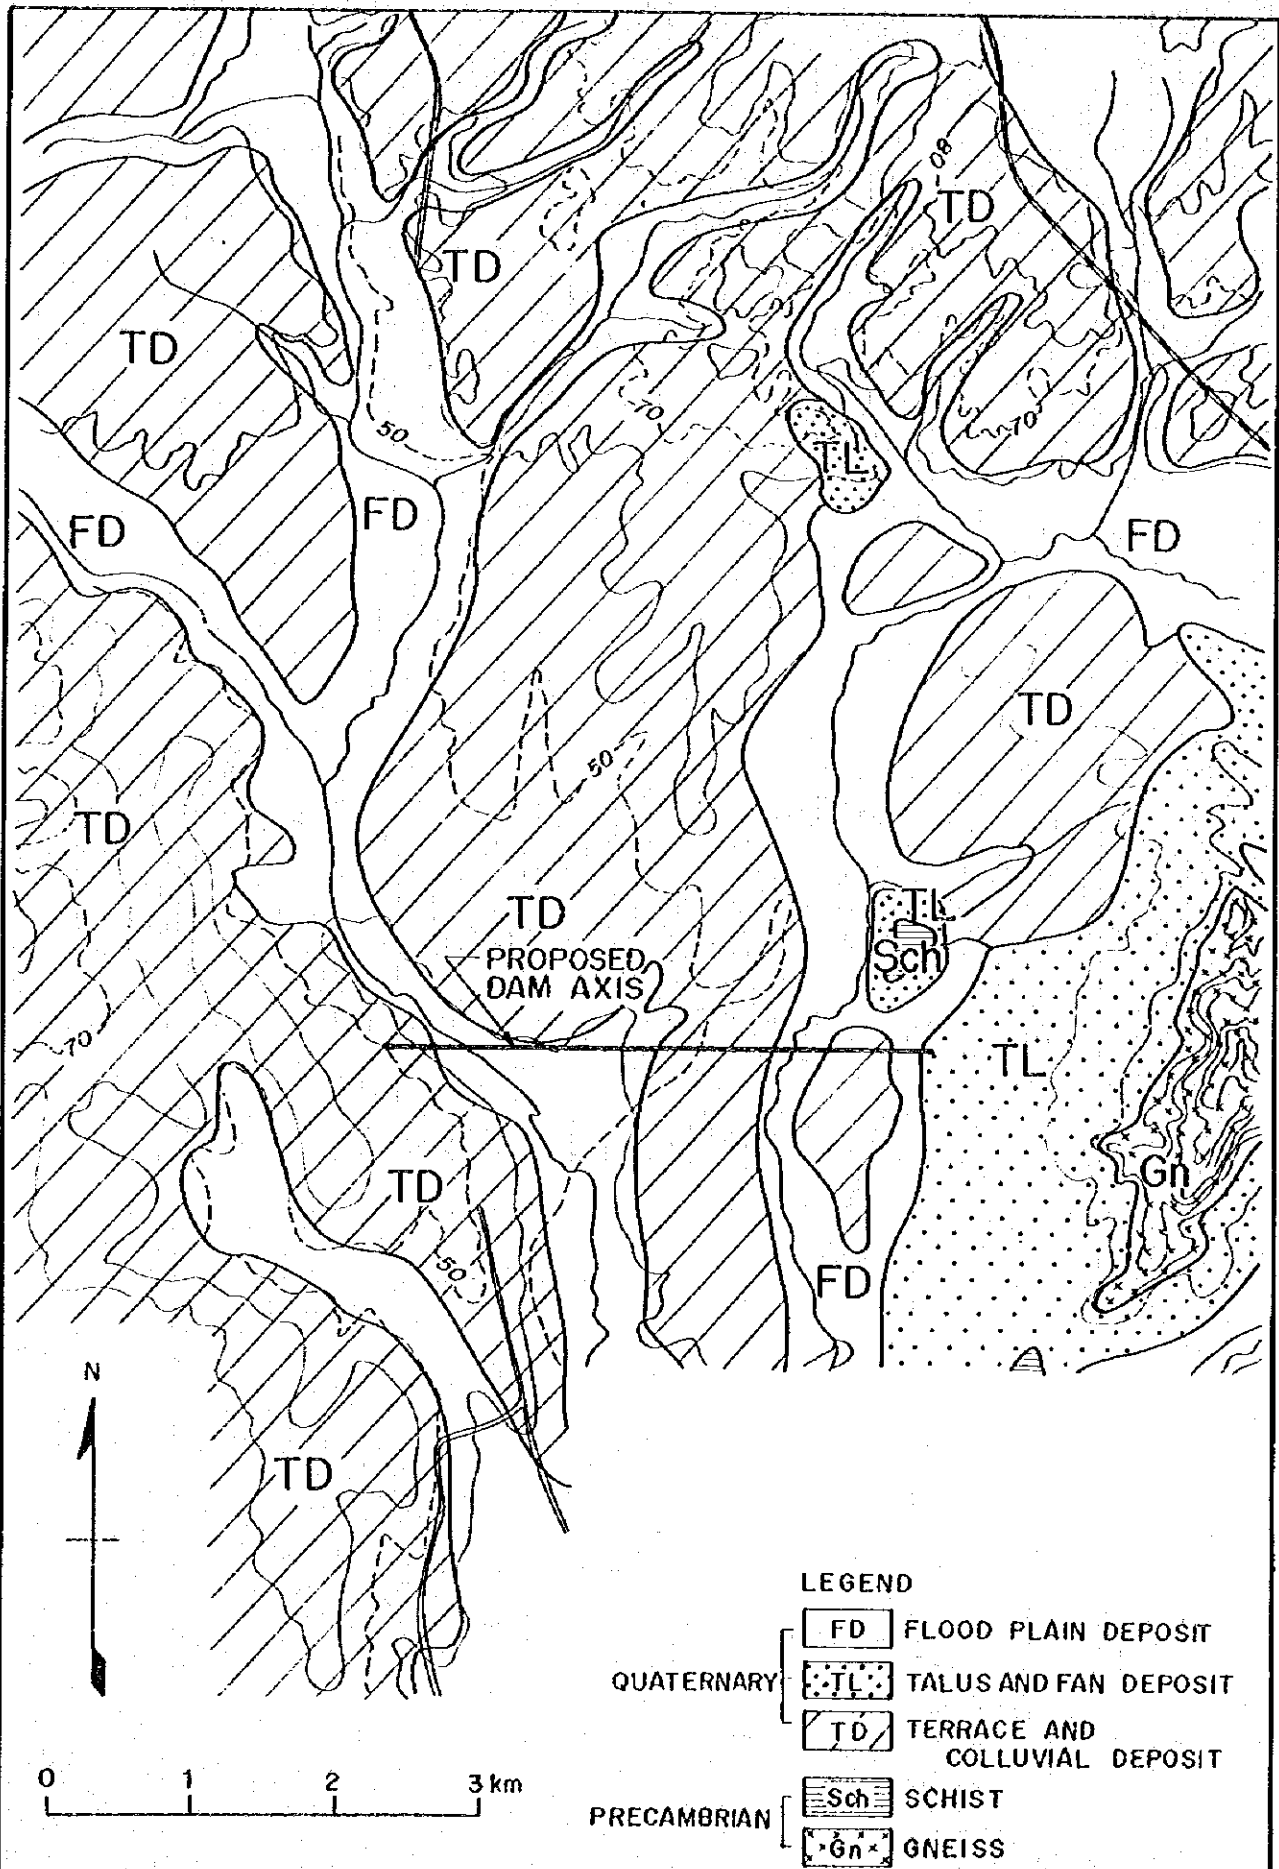 08
TD
TD
TD
70
70
50
TL
FD
FD
FD
TD
50
TD
TL
TD
Sch
PROPOSED
DAM AXIS
70
TL
Gn
TD
50
FD
N
TD
LEGEND
FD FLOOD PLAIN DEPOSIT
QUATERNARY TL TALUS AND FAN DEPOSIT
TD TERRACE AND
COLLUVIAL DEPOSIT
0 1 2 3 km
Sch SCHIST
PRECAMBRIAN
Gn GNEISS